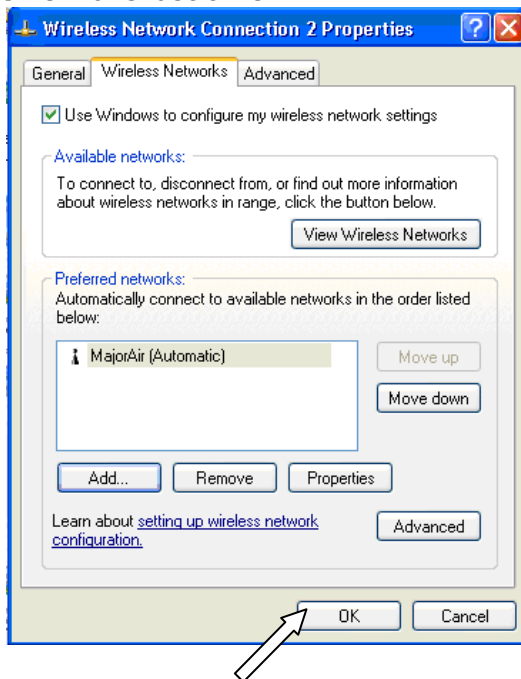 Wireless Network Connection 2 Properties
General Wireless Networks Advanced
Use Windows to configure my wireless network settings
Available networks:
To connect to, disconnect from, or find out more information
about wireless networks in range, click the button below.
View Wireless Networks
Preferred networks:
Automatically connect to available networks in the order listed
below:
MajorAir (Automatic)
Move up
Move down
Add... Remove Properties
Learn about setting up wireless network
configuration.
Advanced
OK Cancel